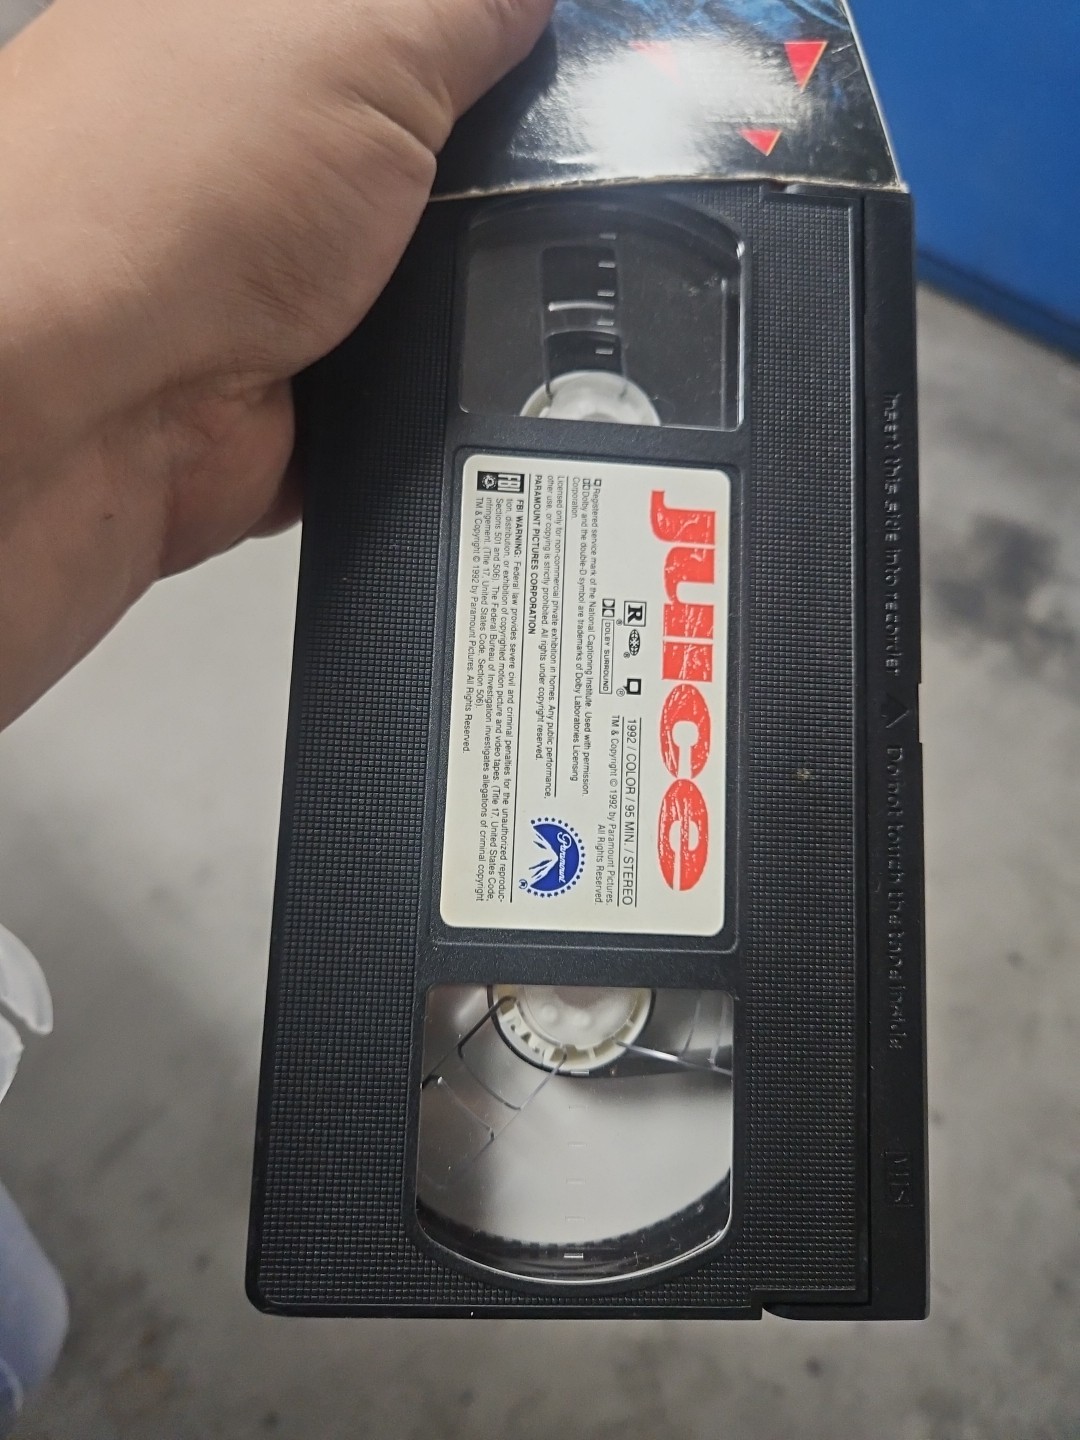 Juice
R
®
®
DOLBY SURROUND
1992 / COLOR / 95 MIN. / STEREO
TM & Copyright © 1992 by Paramount Pictures.
All Rights Reserved.
Registered service mark of the National Captioning Institute. Used with permission.
Dolby and the double-D symbol are trademarks of Dolby Laboratories Licensing
Corporation.
Licensed only for non-commercial private exhibition in homes. Any public performance,
other use, or copying is strictly prohibited. All rights under copyright reserved.
PARAMOUNT PICTURES CORPORATION
Paramount
®
FBI
FBI WARNING: Federal law provides severe civil and criminal penalties for the unauthorized reproduc-
tion, distribution, or exhibition of copyrighted motion picture and video tapes (Title 17, United States Code,
Sections 501 and 506). The Federal Bureau of Investigation investigates allegations of criminal copyright
infringement. (Title 17, United States Code, Section 506).
TM & Copyright © 1992 by Paramount Pictures. All Rights Reserved.
Insert this side into recorder ▲ Do not touch the tape inside
VHS